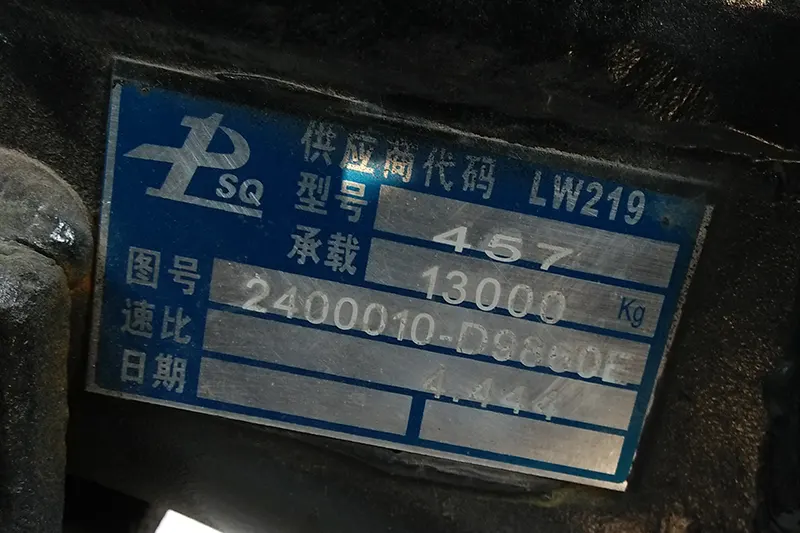 SQ
供应商代码 LW219
型号 457
承载 13000 Kg
图号 2400010-D9860E
速比 4.444
日期